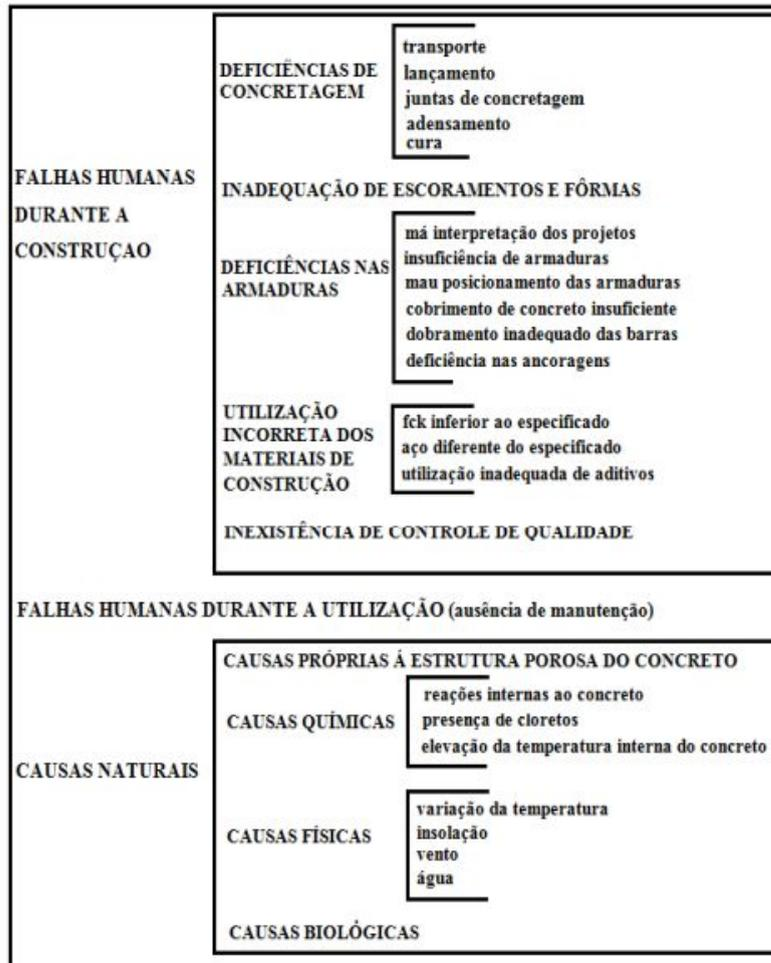 DEFICIÊNCIAS DE
CONCRETAGEM
transporte
lançamento
juntas de concretagem
adensamento
cura
FALHAS HUMANAS
DURANTE A
CONSTRUÇAO
INADEQUAÇÃO DE ESCORAMENTOS E FÔRMAS
DEFICIÊNCIAS NAS
ARMADURAS
má interpretação dos projetos
insuficiência de armaduras
mau posicionamento das armaduras
cobrimento de concreto insuficiente
dobramento inadequado das barras
deficiência nas ancoragens
UTILIZAÇÃO
INCORRETA DOS
MATERIAIS DE
CONSTRUÇÃO
fck inferior ao especificado
aço diferente do especificado
utilização inadequada de aditivos
INEXISTÊNCIA DE CONTROLE DE QUALIDADE
FALHAS HUMANAS DURANTE A UTILIZAÇÃO (ausência de manutenção)
CAUSAS NATURAIS
CAUSAS PRÓPRIAS Á ESTRUTURA POROSA DO CONCRETO
CAUSAS QUÍMICAS
reações internas ao concreto
presença de cloretos
elevação da temperatura interna do concreto
CAUSAS FÍSICAS
variação da temperatura
insolação
vento
água
CAUSAS BIOLÓGICAS